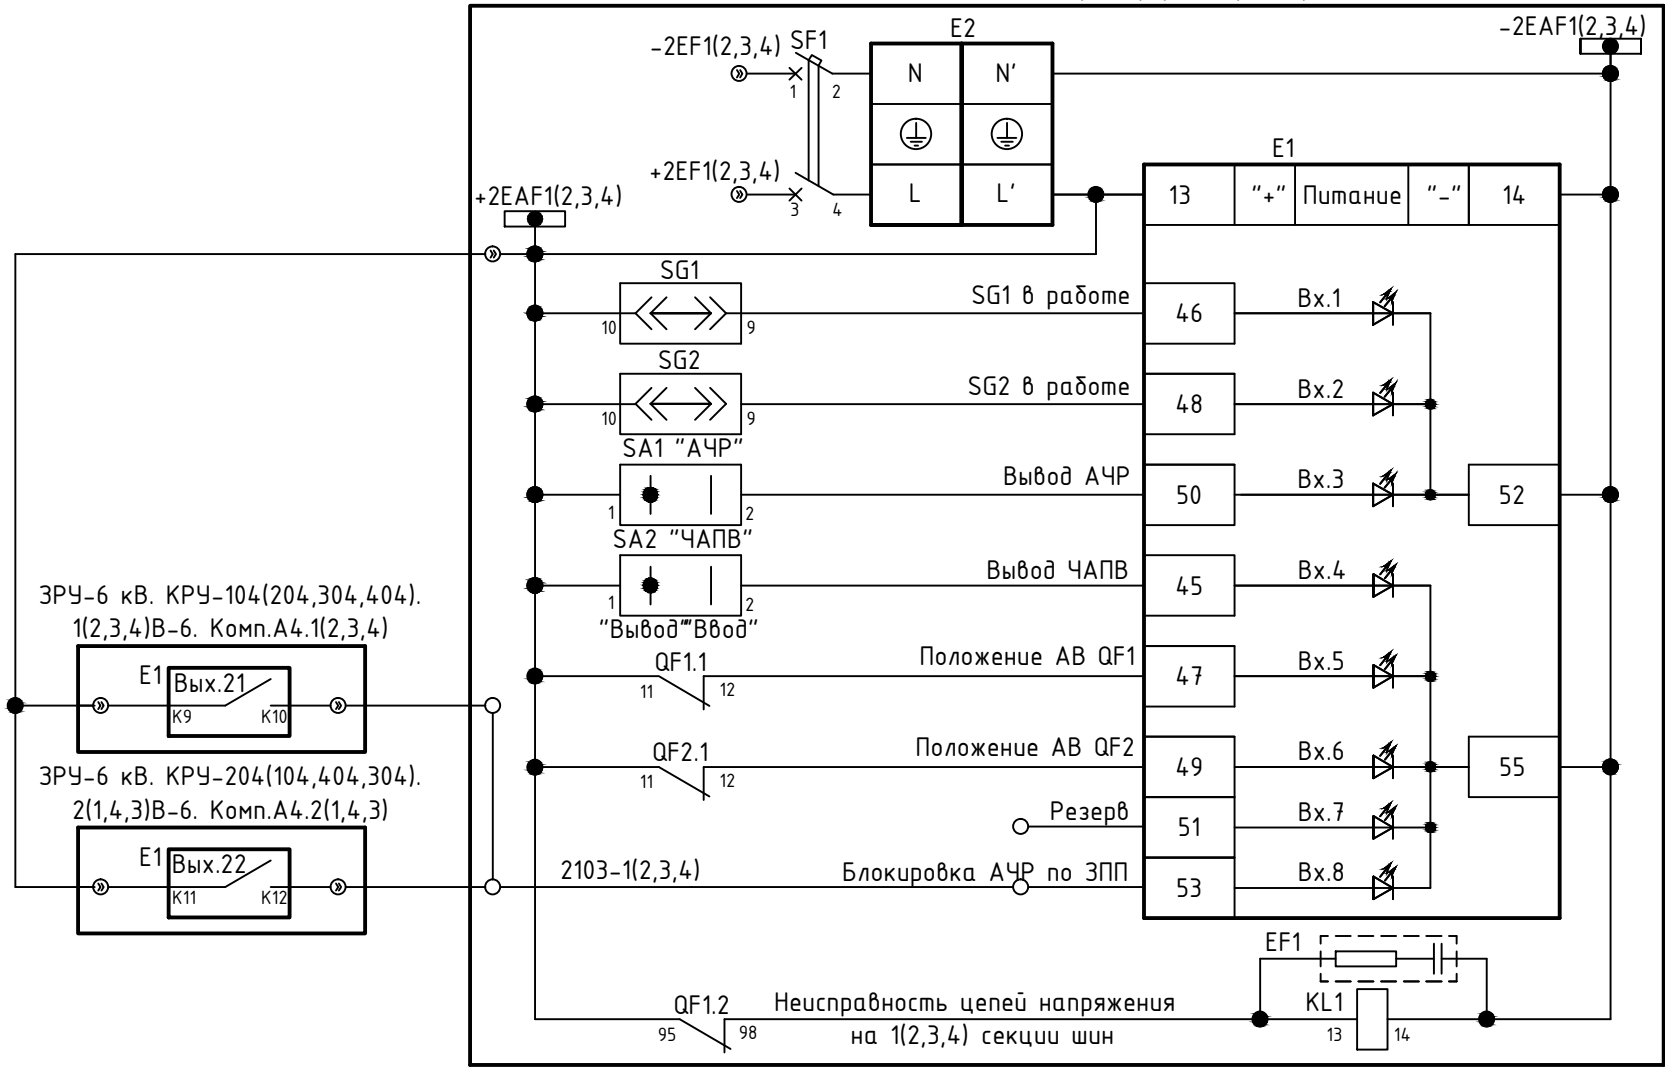 -2EF1(2,3,4)
SF1
E2
-2EAF1(2,3,4)
1
2
N
N'
+2EF1(2,3,4)
3
4
L
L'
E1
13
"+"
Питание
"-"
14
+2EAF1(2,3,4)
SG1
10
9
SG1 в работе
46
Вх.1
SG2
10
9
SG2 в работе
48
Вх.2
SA1 "АЧР"
1
2
Вывод АЧР
50
Вх.3
52
SA2 "ЧАПВ"
1
2
"Вывод""Ввод"
Вывод ЧАПВ
45
Вх.4
ЗРУ-6 кВ. КРУ-104(204,304,404).
1(2,3,4)В-6. Комп.А4.1(2,3,4)
E1
Вых.21
К9
К10
QF1.1
11
12
Положение АВ QF1
47
Вх.5
ЗРУ-6 кВ. КРУ-204(104,404,304).
2(1,4,3)В-6. Комп.А4.2(1,4,3)
E1
Вых.22
К11
К12
QF2.1
11
12
Положение АВ QF2
49
Вх.6
55
Резерв
51
Вх.7
2103-1(2,3,4)
Блокировка АЧР по ЗПП
53
Вх.8
EF1
QF1.2
95
98
Неисправность цепей напряжения
на 1(2,3,4) секции шин
KL1
13
14